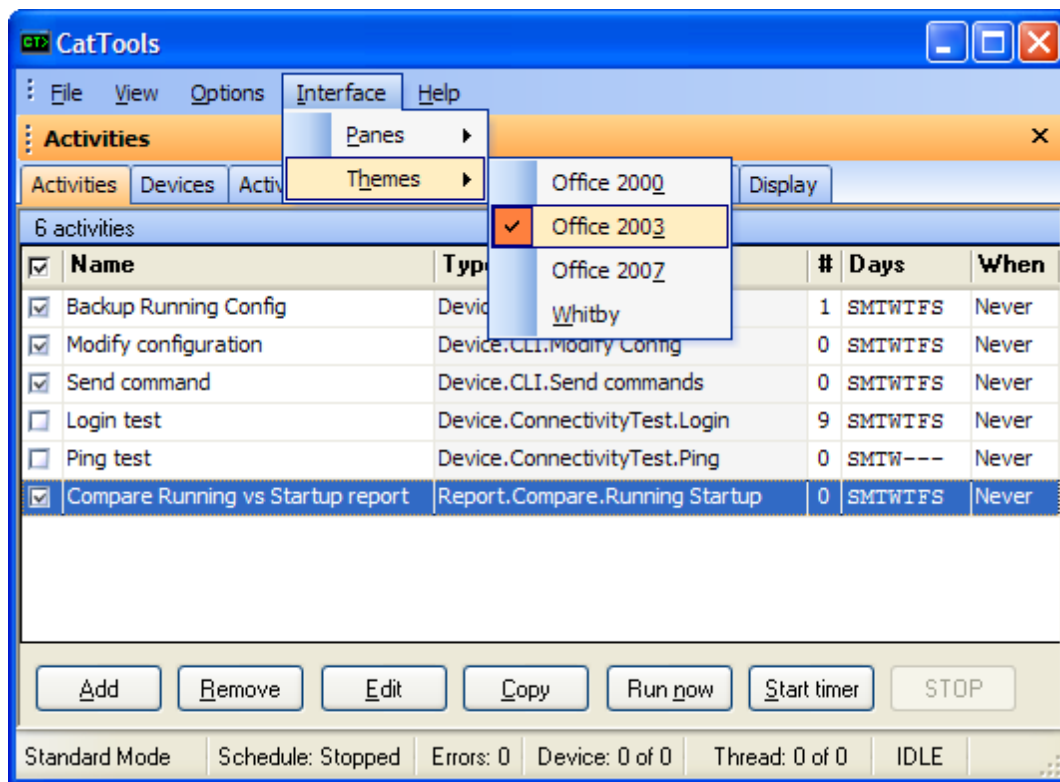 CT> CatTools
File View Options Interface Help
Activities
Panes
Themes
Activities Devices Activ Display
Office 2000
Office 2003
Office 2007
Whitby
6 activities
Name Type # Days When
Backup Running Config Devic 1 SMTWTFS Never
Modify configuration Device.CLI.Modify Config 0 SMTWTFS Never
Send command Device.CLI.Send commands 0 SMTWTFS Never
Login test Device.ConnectivityTest.Login 9 SMTWTFS Never
Ping test Device.ConnectivityTest.Ping 0 SMTW--- Never
Compare Running vs Startup report Report.Compare.Running Startup 0 SMTWTFS Never
Add Remove Edit Copy Run now Start timer STOP
Standard Mode Schedule: Stopped Errors: 0 Device: 0 of 0 Thread: 0 of 0 IDLE